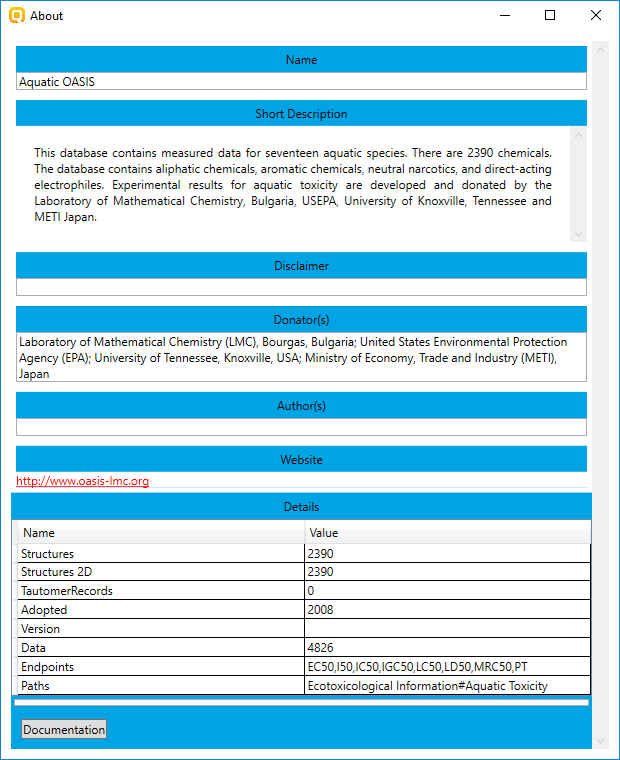 About
Name
Aquatic OASIS
Short Description
This database contains measured data for seventeen aquatic species. There are 2390 chemicals.
The database contains aliphatic chemicals, aromatic chemicals, neutral narcotics, and direct-acting
electrophiles. Experimental results for aquatic toxicity are developed and donated by the
Laboratory of Mathematical Chemistry, Bulgaria, USEPA, University of Knoxville, Tennessee and
METI Japan.
Disclaimer
Donator(s)
Laboratory of Mathematical Chemistry (LMC), Bourgas, Bulgaria; United States Environmental Protection
Agency (EPA); University of Tennessee, Knoxville, USA; Ministry of Economy, Trade and Industry (METI),
Japan
Author(s)
Website
http://www.oasis-lmc.org
Details
Name Value
Structures 2390
Structures 2D 2390
TautomerRecords 0
Adopted 2008
Version
Data 4826
Endpoints EC50,I50,IC50,IGC50,LC50,LD50,MRC50,PT
Paths Ecotoxicological Information#Aquatic Toxicity
Documentation